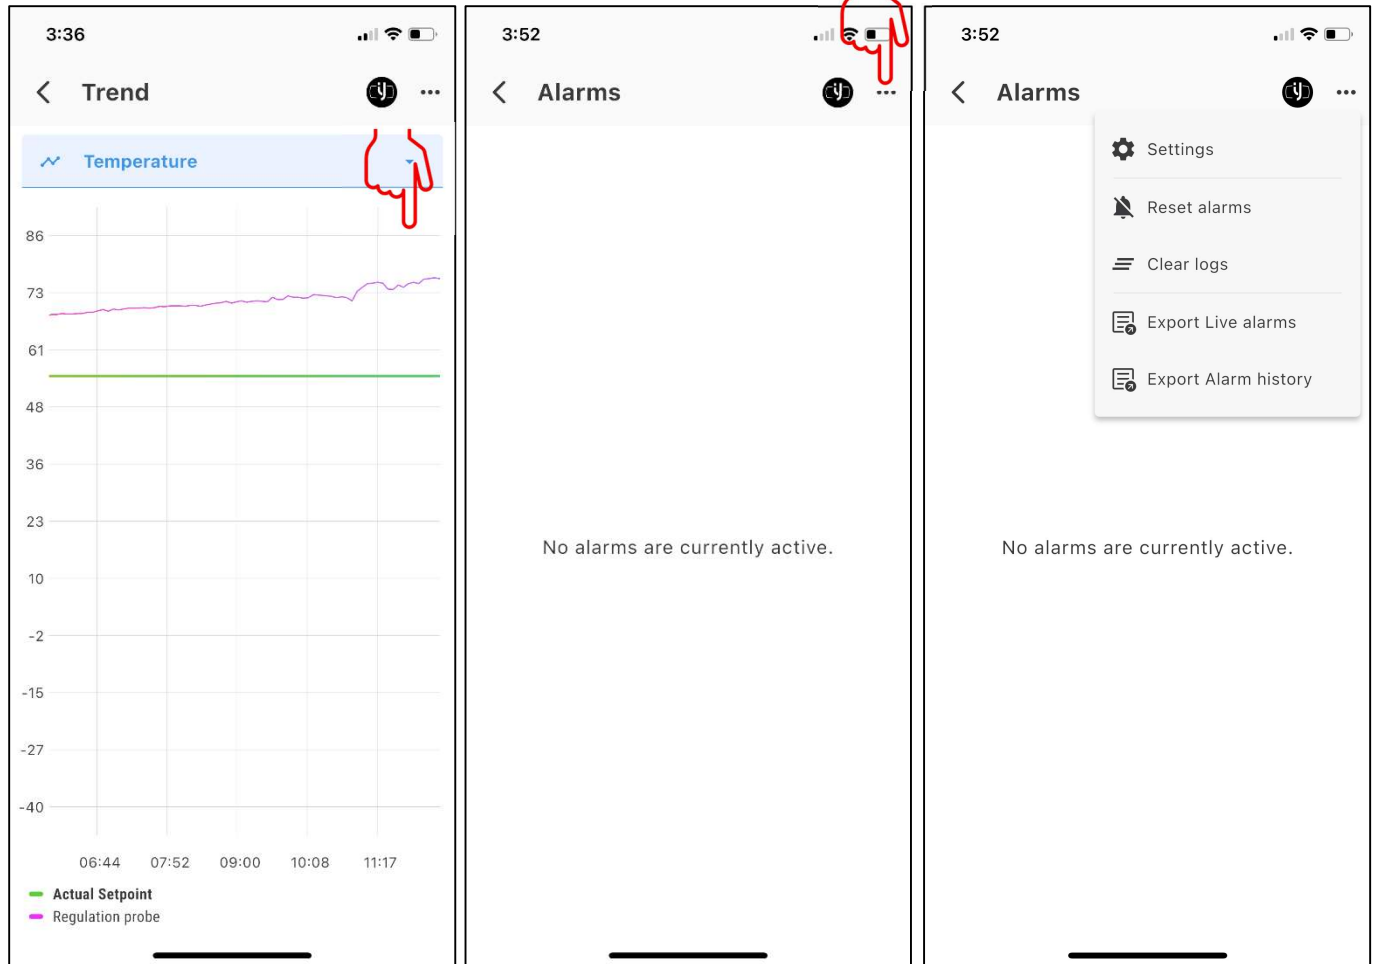 3:36
Trend
Temperature
86
73
61
48
36
23
10
-2
-15
-27
-40
06:44 07:52 09:00 10:08 11:17
Actual Setpoint
Regulation probe
3:52
Alarms
No alarms are currently active.
3:52
Alarms
Settings
Reset alarms
Clear logs
Export Live alarms
Export Alarm history
No alarms are currently active.